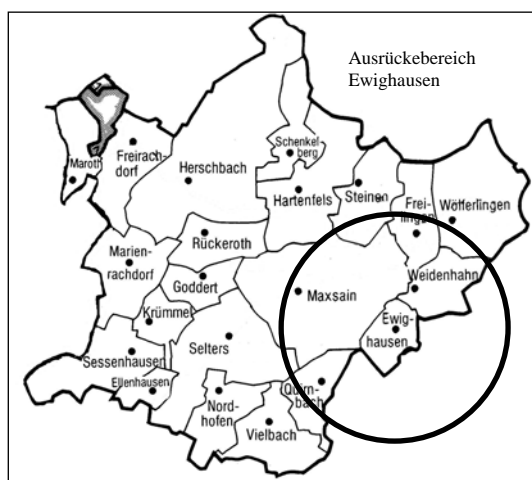 Ausrückebereich
Ewighausen
Schenkel-
berg
Maroth
Freirach-
dorf
Herschbach
Hartenfels
Steinen
Frei-
lingen
Wölferlingen
Rückeroth
Marien-
rachdorf
Goddert
Weidenhahn
Maxsain
Krümmel
Ewig-
hausen
Selters
Sessenhausen
Ellenhausen
Quirn-
bach
Nord-
hofen
Vielbach